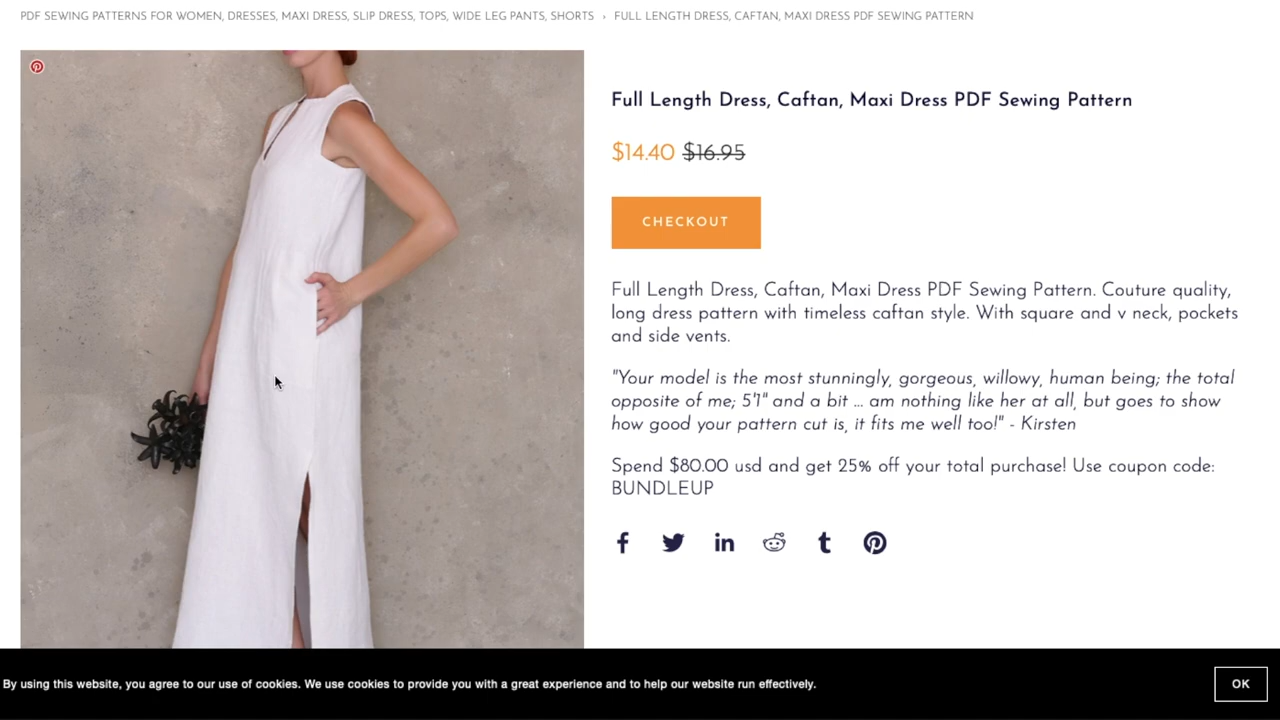 PDF SEWING PATTERNS FOR WOMEN, DRESSES, MAXI DRESS, SLIP DRESS, TOPS, WIDE LEG PANTS, SHORTS › FULL LENGTH DRESS, CAFTAN, MAXI DRESS PDF SEWING PATTERN
Full Length Dress, Caftan, Maxi Dress PDF Sewing Pattern
$14.40 $16.95
CHECKOUT
Full Length Dress, Caftan, Maxi Dress PDF Sewing Pattern. Couture quality,
long dress pattern with timeless caftan style. With square and v neck, pockets
and side vents.
"Your model is the most stunningly, gorgeous, willowy, human being; the total
opposite of me; 5'1" and a bit ... am nothing like her at all, but goes to show
how good your pattern cut is, it fits me well too!" - Kirsten
Spend $80.00 usd and get 25% off your total purchase! Use coupon code:
BUNDLEUP
By using this website, you agree to our use of cookies. We use cookies to provide you with a great experience and to help our website run effectively.
OK